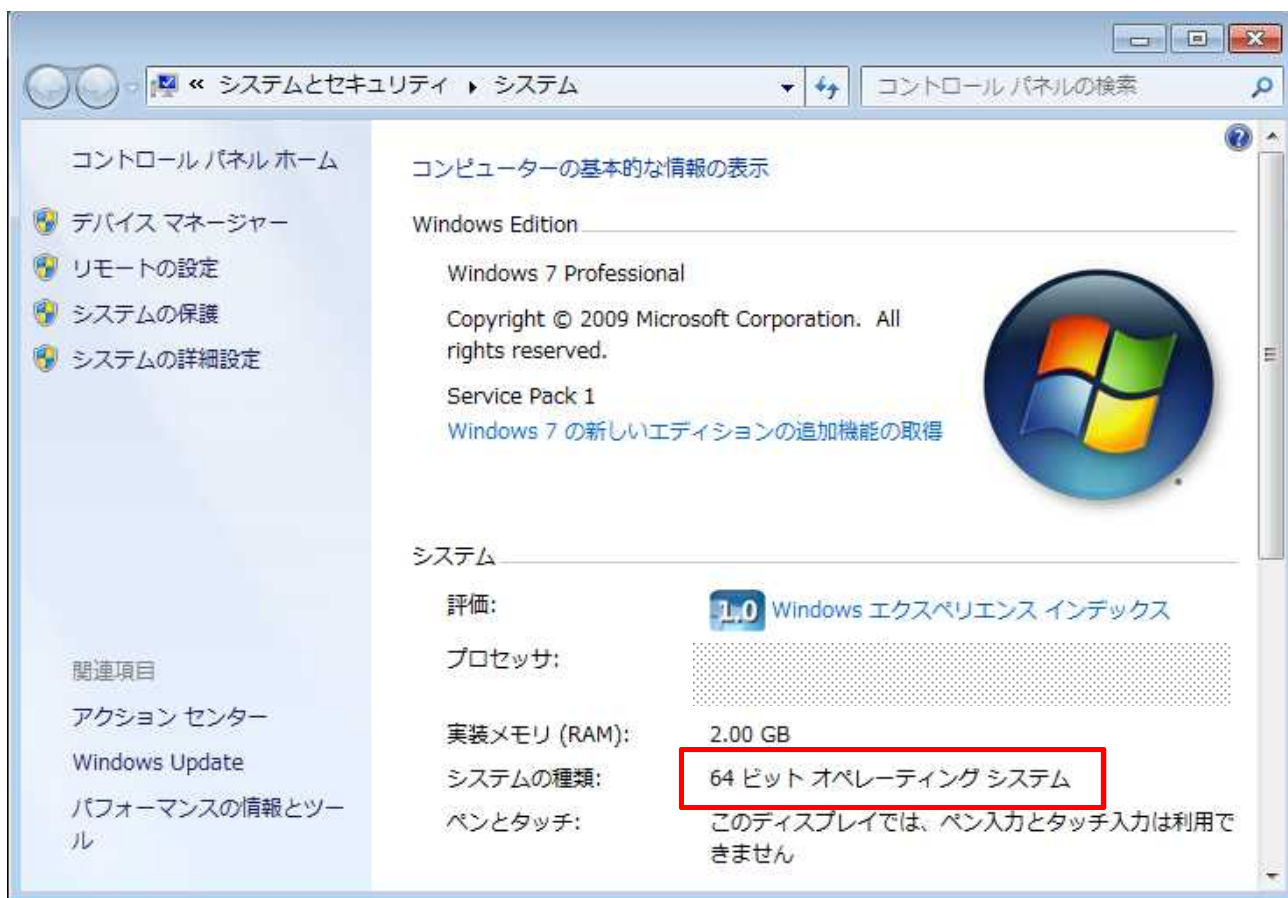 « システムとセキュリティ ▸ システム
コントロール パネルの検索
コントロール パネル ホーム
デバイス マネージャー
リモートの設定
システムの保護
システムの詳細設定
関連項目
アクション センター
Windows Update
パフォーマンスの情報とツー
ル
コンピューターの基本的な情報の表示
Windows Edition
Windows 7 Professional
Copyright © 2009 Microsoft Corporation. All
rights reserved.
Service Pack 1
Windows 7 の新しいエディションの追加機能の取得
システム
評価: 1.0 Windows エクスペリエンス インデックス
プロセッサ:
実装メモリ (RAM): 2.00 GB
システムの種類: 64 ビット オペレーティング システム
ペンとタッチ: このディスプレイでは、ペン入力とタッチ入力は利用で
きません